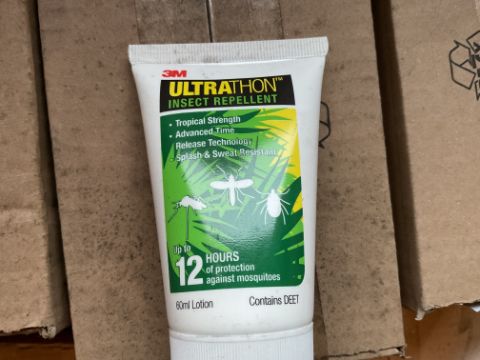 3M
ULTRATHON™
INSECT REPELLENT
• Tropical Strength
• Advanced Time
Release Technology
• Splash & Sweat Resistant
Up to
12 HOURS
of protection
against mosquitoes
60ml Lotion Contains DEET